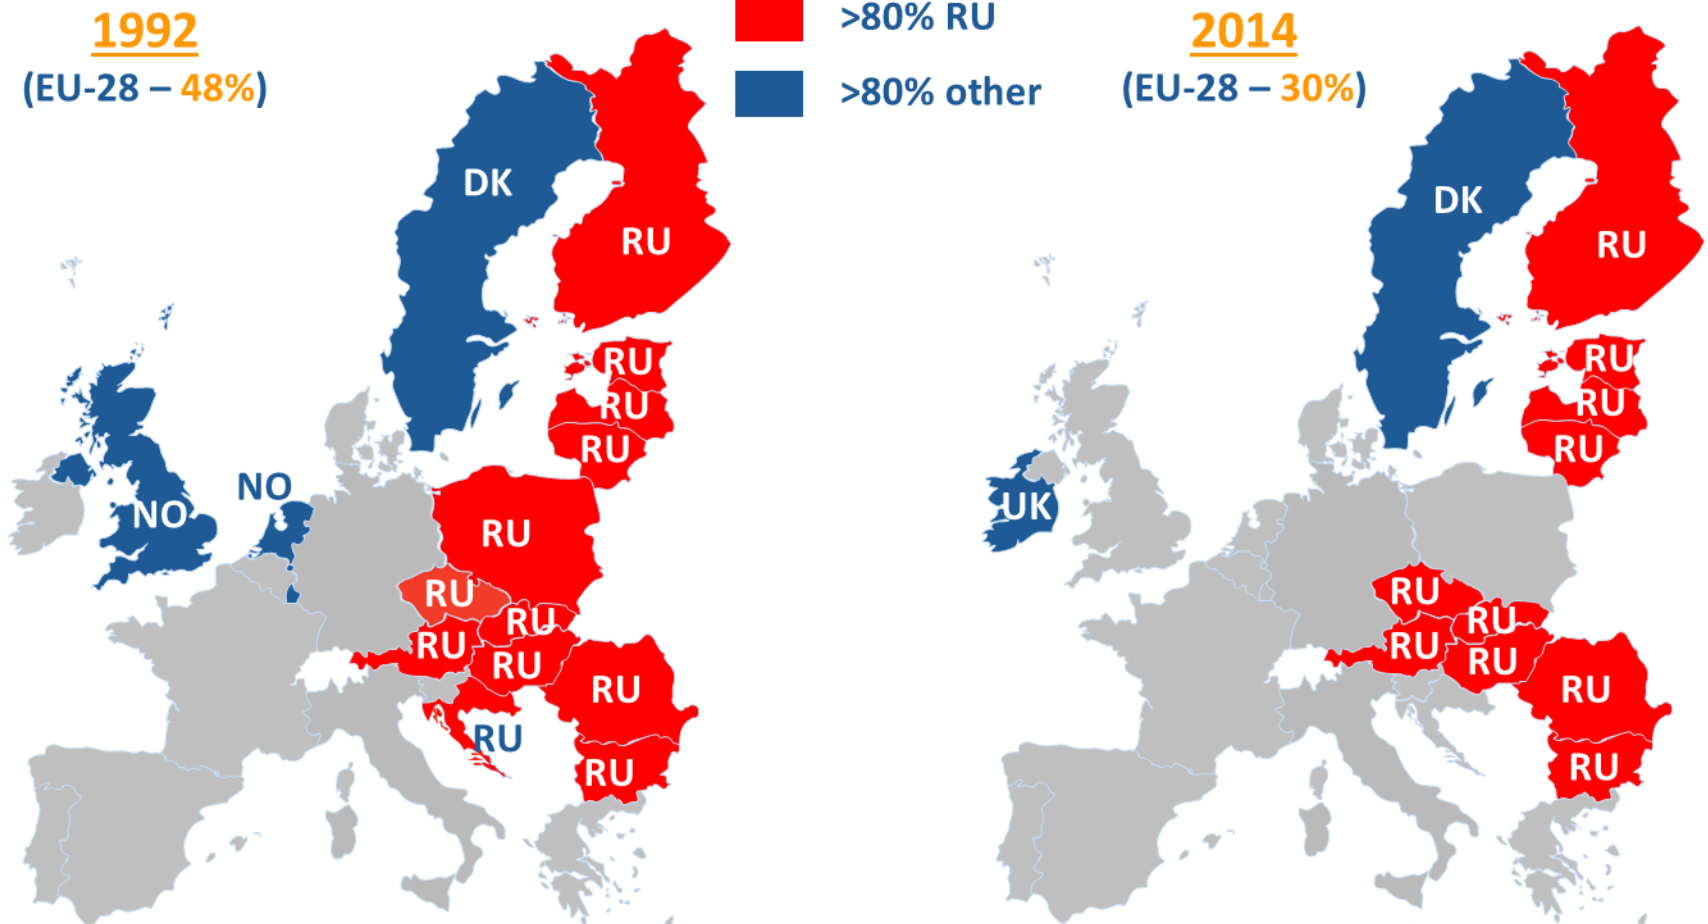 1992
(EU-28 – 48%)
>80% RU
>80% other
2014
(EU-28 – 30%)
DK
RU
RU
RU
RU
NO
NO
RU
RU
RU
RU
RU
RU
RU
RU
DK
RU
RU
RU
RU
UK
RU
RU
RU
RU
RU
RU